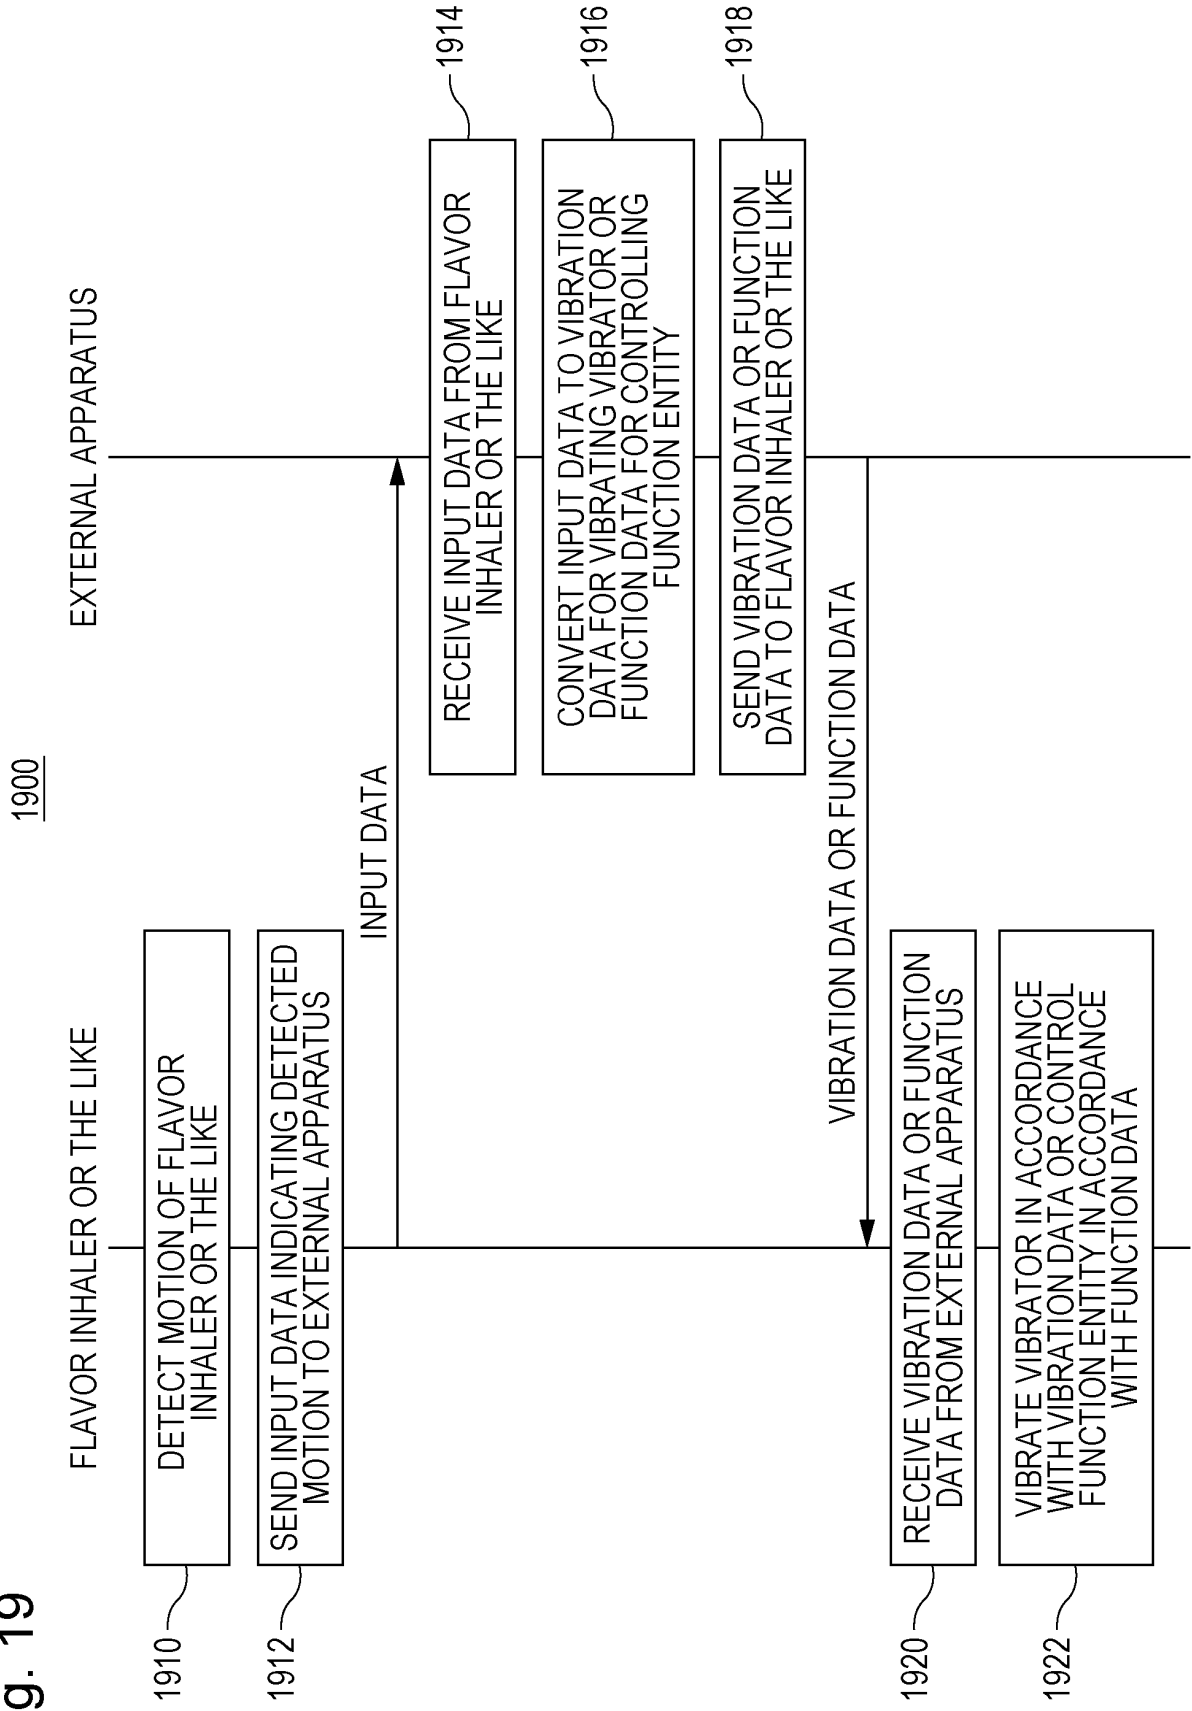 g. 19
1900
FLAVOR INHALER OR THE LIKE
EXTERNAL APPARATUS
1910
DETECT MOTION OF FLAVOR
INHALER OR THE LIKE
1912
SEND INPUT DATA INDICATING DETECTED
MOTION TO EXTERNAL APPARATUS
INPUT DATA
RECEIVE INPUT DATA FROM FLAVOR
INHALER OR THE LIKE
1914
CONVERT INPUT DATA TO VIBRATION
DATA FOR VIBRATING VIBRATOR OR
FUNCTION DATA FOR CONTROLLING
FUNCTION ENTITY
1916
SEND VIBRATION DATA OR FUNCTION
DATA TO FLAVOR INHALER OR THE LIKE
1918
VIBRATION DATA OR FUNCTION DATA
1920
RECEIVE VIBRATION DATA OR FUNCTION
DATA FROM EXTERNAL APPARATUS
1922
VIBRATE VIBRATOR IN ACCORDANCE
WITH VIBRATION DATA OR CONTROL
FUNCTION ENTITY IN ACCORDANCE
WITH FUNCTION DATA